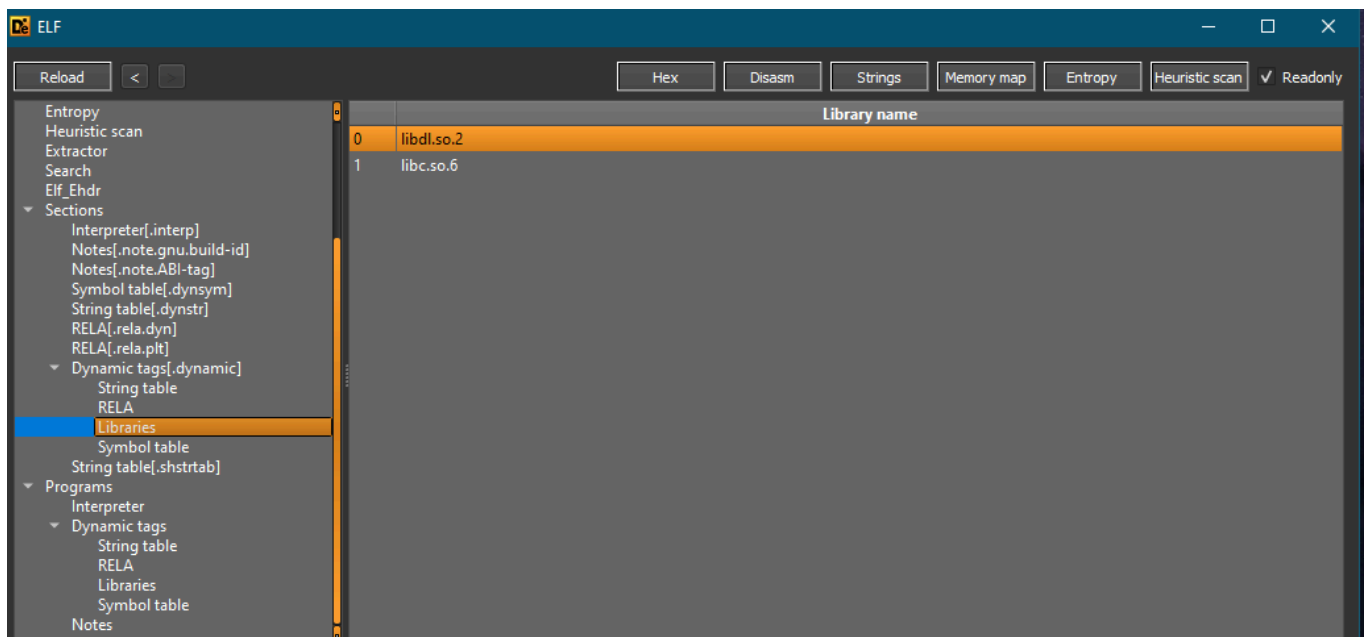 De ELF
Reload < >
Hex Disasm Strings Memory map Entropy Heuristic scan Readonly
Entropy
Heuristic scan
Extractor
Search
Elf_Ehdr
Sections
Interpreter[.interp]
Notes[.note.gnu.build-id]
Notes[.note.ABI-tag]
Symbol table[.dynsym]
String table[.dynstr]
RELA[.rela.dyn]
RELA[.rela.plt]
Dynamic tags[.dynamic]
String table
RELA
Libraries
Symbol table
String table[.shstrtab]
Programs
Interpreter
Dynamic tags
String table
RELA
Libraries
Symbol table
Notes
Library name
0 libdl.so.2
1 libc.so.6